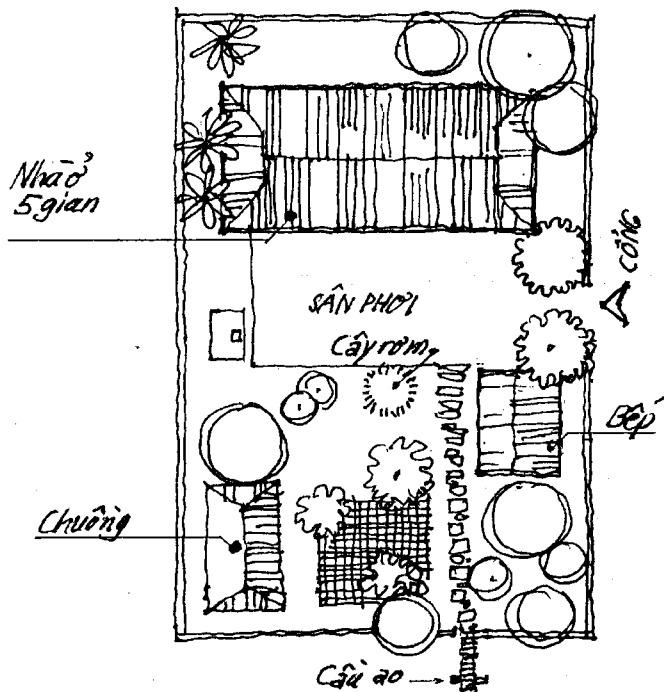 Nhà ở
5 gian
CỔNG
SÂN PHƠI
Cây rơm
Bếp
Chuồng
Cầu ao